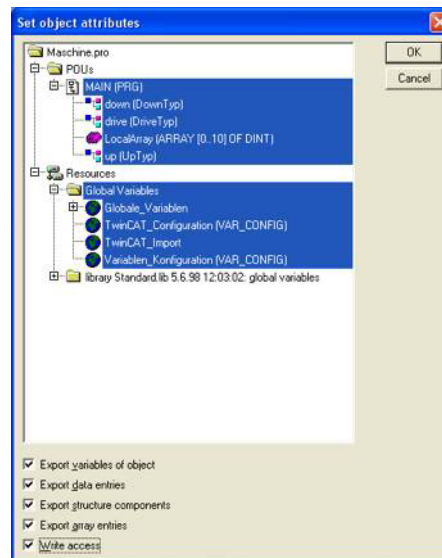 Set object attributes
Maschine.pro
POUs
MAIN (PRG)
down (DownTyp)
drive (DriveTyp)
LocalArray (ARRAY [0..10] OF DINT)
up (UpTyp)
Resources
Global Variables
Globale_Variablen
TwinCAT_Configuration (VAR_CONFIG)
TwinCAT_Import
Variablen_Konfiguration (VAR_CONFIG)
library Standard.lib 5.6.98 12:03:02: global variables
OK
Cancel
Export variables of object
Export data entries
Export structure components
Export array entries
Write access